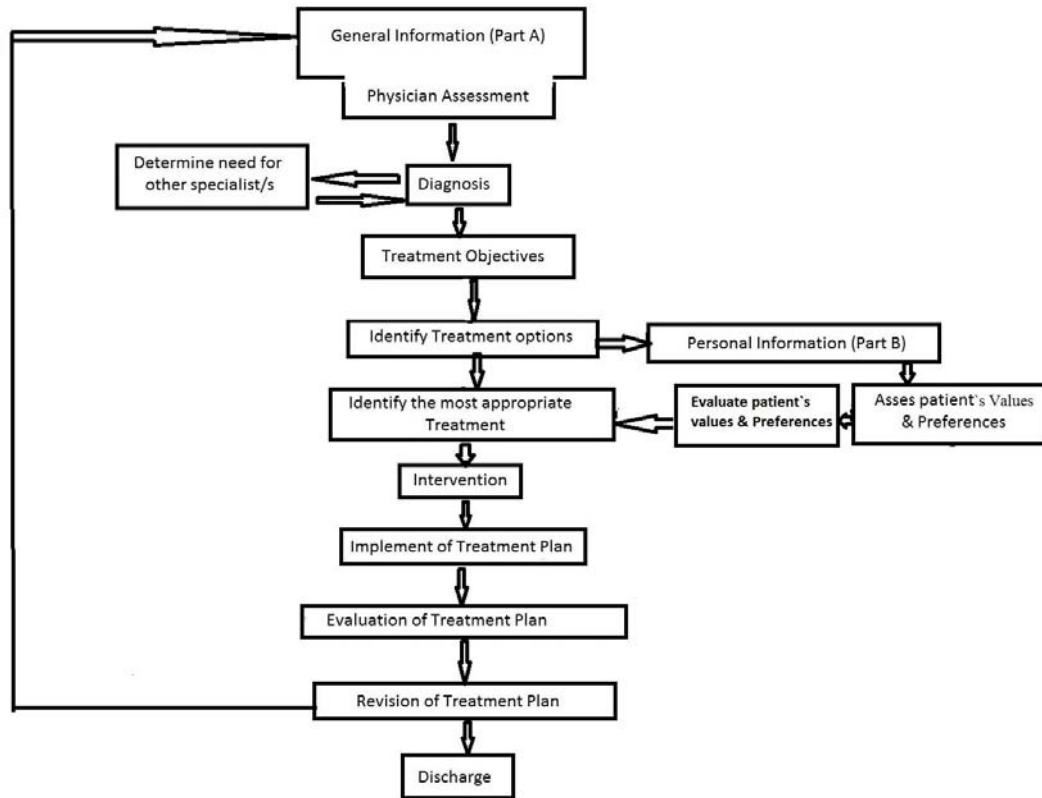 General Information (Part A)
Physician Assessment
Determine need for
other specialist/s
Diagnosis
Treatment Objectives
Identify Treatment options
Personal Information (Part B)
Identify the most appropriate
Treatment
Evaluate patient`s
values & Preferences
Asses patient`s Values
& Preferences
Intervention
Implement of Treatment Plan
Evaluation of Treatment Plan
Revision of Treatment Plan
Discharge